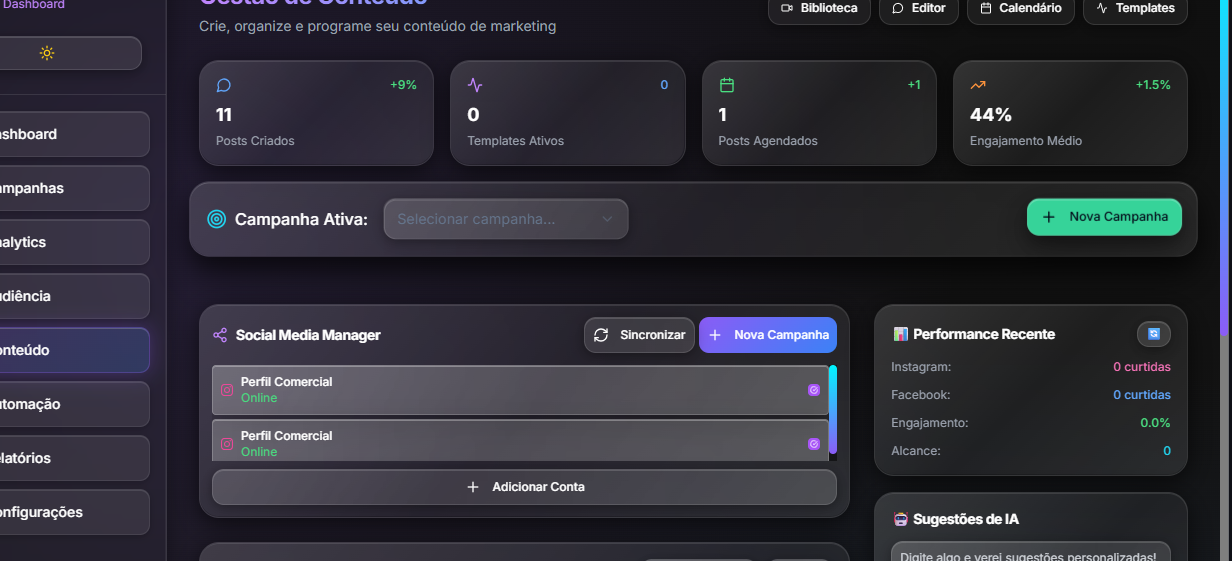 Dashboard
Gestão de Conteúdo
Crie, organize e programe seu conteúdo de marketing
Biblioteca
Editor
Calendário
Templates
ashboard
ampanhas
nalytics
udiência
onteúdo
utomação
elatórios
onfigurações
+9%
11
Posts Criados
0
0
Templates Ativos
+1
1
Posts Agendados
+1.5%
44%
Engajamento Médio
Campanha Ativa:
Selecionar campanha...
Nova Campanha
Social Media Manager
Sincronizar
Nova Campanha
Perfil Comercial
Online
Perfil Comercial
Online
Adicionar Conta
Performance Recente
Instagram: 0 curtidas
Facebook: 0 curtidas
Engajamento: 0.0%
Alcance: 0
Sugestões de IA
Digite algo e verei sugestões personalizadas!